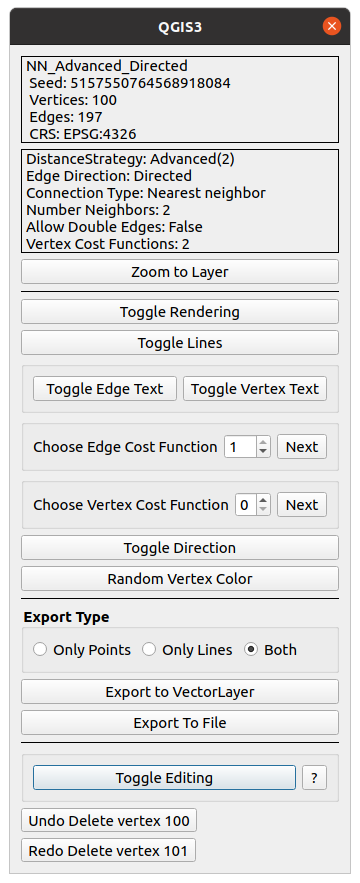 QGIS3
NN_Advanced_Directed
Seed: 5157550764568918084
Vertices: 100
Edges: 197
CRS: EPSG:4326
DistanceStrategy: Advanced(2)
Edge Direction: Directed
Connection Type: Nearest neighbor
Number Neighbors: 2
Allow Double Edges: False
Vertex Cost Functions: 2
Zoom to Layer
Toggle Rendering
Toggle Lines
Toggle Edge Text Toggle Vertex Text
Choose Edge Cost Function 1 Next
Choose Vertex Cost Function 0 Next
Toggle Direction
Random Vertex Color
Export Type
Only Points Only Lines Both
Export to VectorLayer
Export To File
Toggle Editing ?
Undo Delete vertex 100
Redo Delete vertex 101